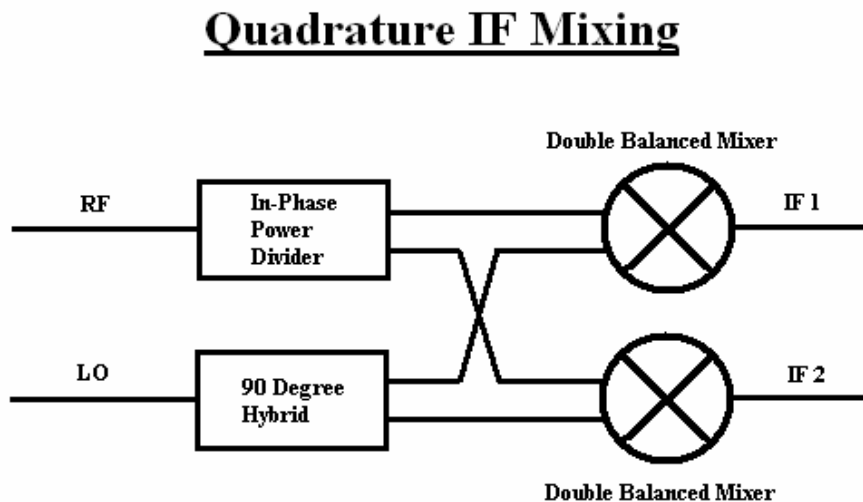 Quadrature IF Mixing
Double Balanced Mixer
RF
In-Phase
Power
Divider
IF 1
LO
90 Degree
Hybrid
IF 2
Double Balanced Mixer